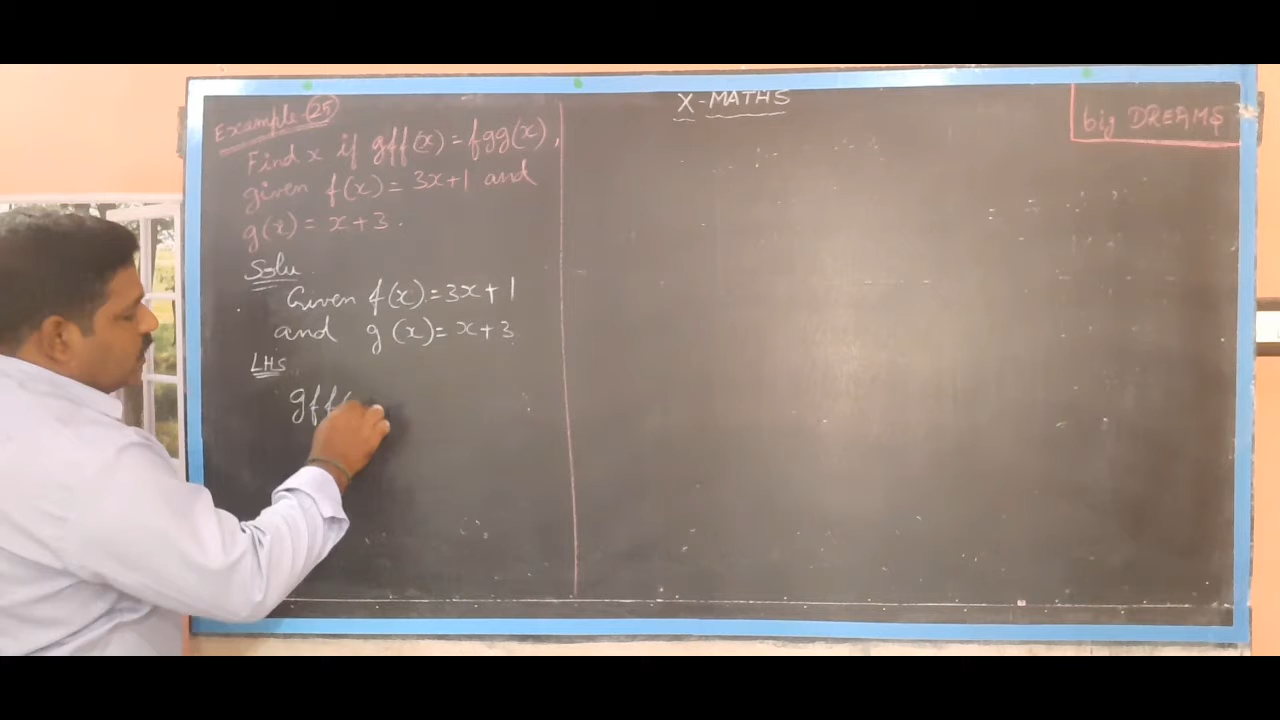 X-MATHS
big DREAMS
Example-25
Find x if gff(x) = fgg(x),
given f(x) = 3x+1 and
g(x) = x+3.
Solu
Given f(x) = 3x+1
and g(x) = x+3
LHS
gff(